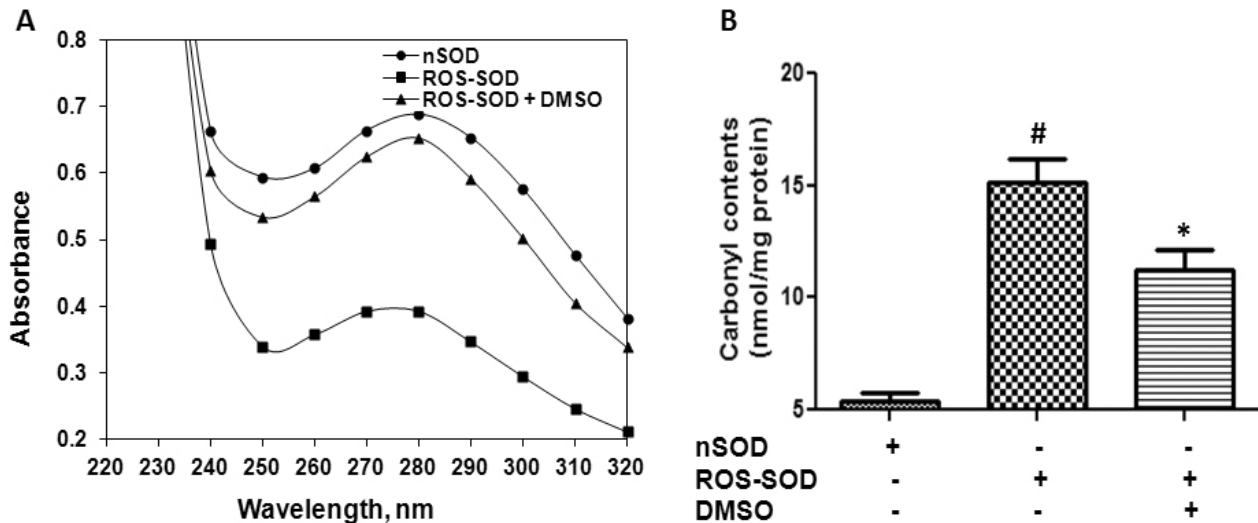 A
0.8
0.7
0.6
0.5
0.4
0.3
0.2
Absorbance
nSOD
ROS-SOD
ROS-SOD + DMSO
220 230 240 250 260 270 280 290 300 310 320
Wavelength, nm
B
20
15
10
5
Carbonyl contents
(nmol/mg protein)
#
*
nSOD + - -
ROS-SOD - + +
DMSO - - +